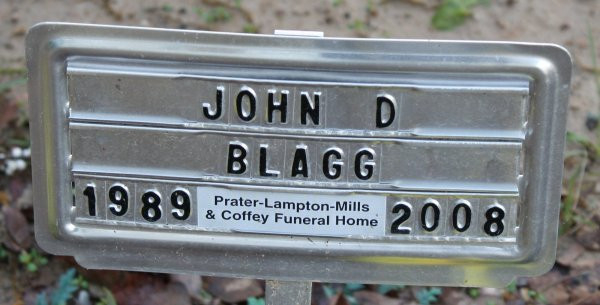 JOHN D
BLAGG
1989 Prater-Lampton-Mills & Coffey Funeral Home 2008